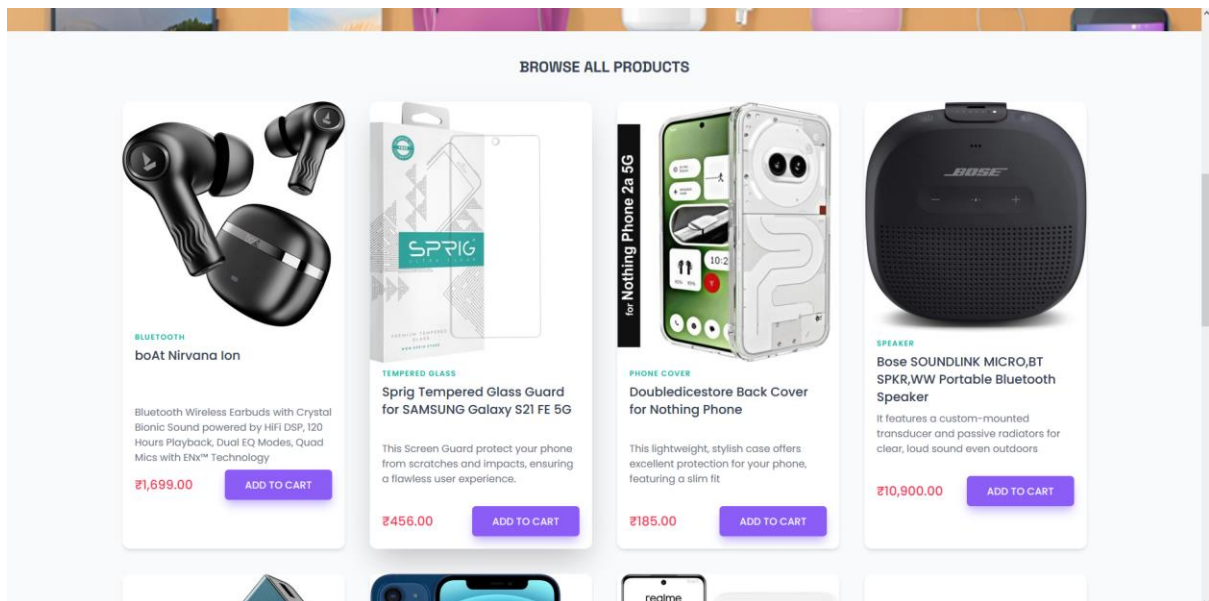 BROWSE ALL PRODUCTS
SPRIG
PREMIUM TEMPERED
GLASS
for Nothing Phone 2a 5G
10:2
BOSE
BLUETOOTH
boAt Nirvana Ion
Bluetooth Wireless Earbuds with Crystal
Bionic Sound powered by HiFi DSP, 120
Hours Playback, Dual EQ Modes, Quad
Mics with ENx™ Technology
₹1,699.00
ADD TO CART
TEMPERED GLASS
Sprig Tempered Glass Guard
for SAMSUNG Galaxy S21 FE 5G
This Screen Guard protect your phone
from scratches and impacts, ensuring
a flawless user experience.
₹456.00
ADD TO CART
PHONE COVER
Doubledicestore Back Cover
for Nothing Phone
This lightweight, stylish case offers
excellent protection for your phone,
featuring a slim fit
₹185.00
ADD TO CART
SPEAKER
Bose SOUNDLINK MICRO,BT
SPKR,WW Portable Bluetooth
Speaker
It features a custom-mounted
transducer and passive radiators for
clear, loud sound even outdoors
₹10,900.00
ADD TO CART
realme